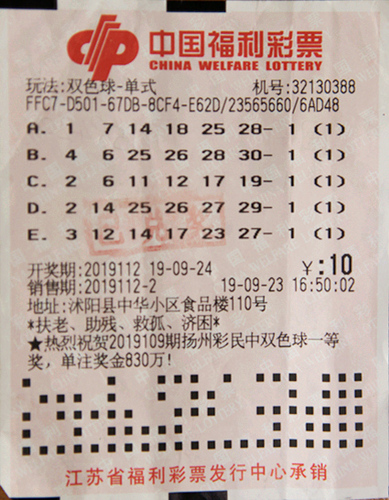 中国福利彩票
CHINA WELFARE LOTTERY
玩法:双色球-单式 机号:32130388
FFC7-D501-67DB-8CF4-E62D/23565660/6AD48
A. 1 7 14 18 25 28- 1 (1)
B. 4 6 25 26 28 30- 1 (1)
C. 2 6 11 12 17 19- 1 (1)
D. 2 14 25 26 27 29- 1 (1)
E. 3 12 14 17 23 27- 1 (1)
开奖期:2019112 19-09-24 ¥:10
销售期:2019112-2 19-09-23 16:50:02
地址:沭阳县中华小区食品楼110号
*扶老、助残、救孤、济困*
★热烈祝贺2019109期扬州彩民中双色球一等
奖，单注奖金830万!
江苏省福利彩票发行中心承销